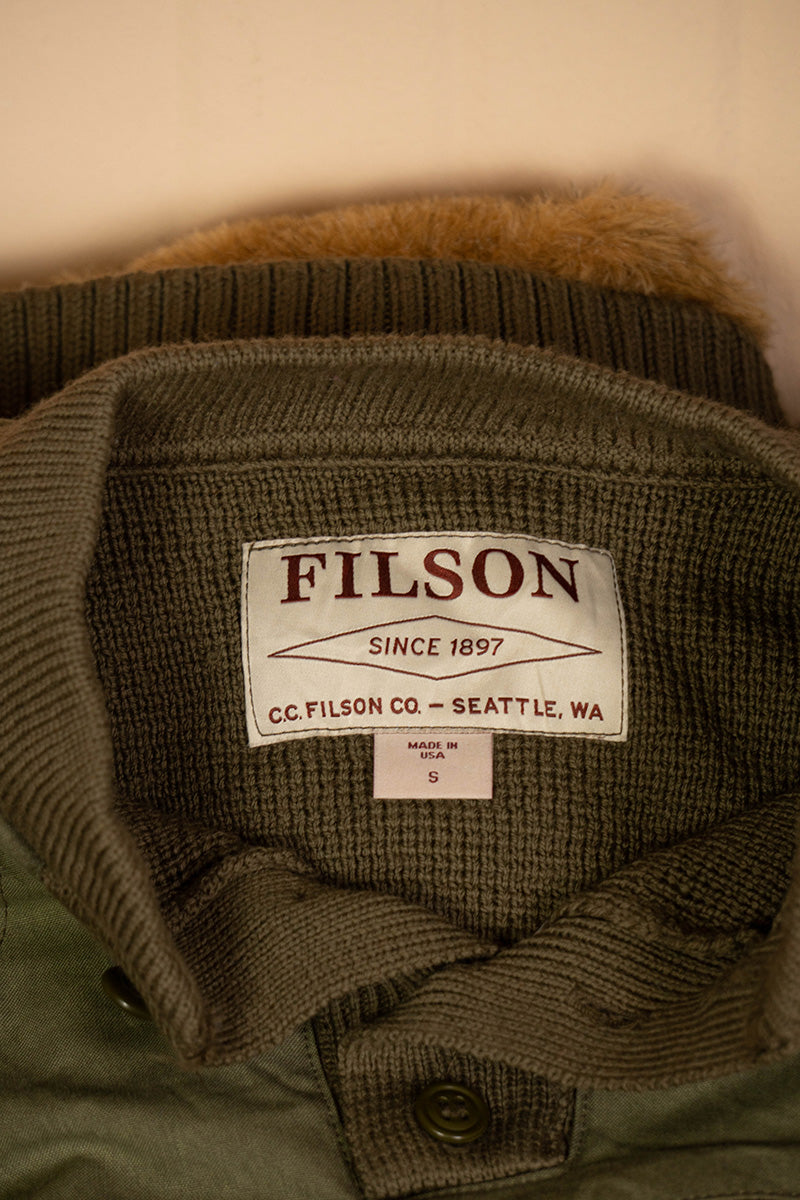 FILSON
SINCE 1897
C.C. FILSON CO. – SEATTLE, WA
MADE IN
USA
S